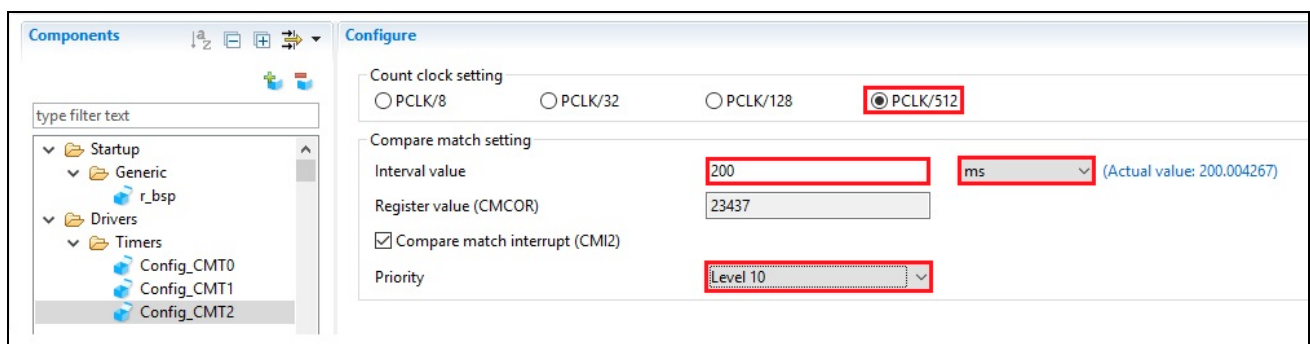 Components
Configure
type filter text
Startup
Generic
r_bsp
Drivers
Timers
Config_CMT0
Config_CMT1
Config_CMT2
Count clock setting
PCLK/8 PCLK/32 PCLK/128 PCLK/512
Compare match setting
Interval value 200 ms (Actual value: 200.004267)
Register value (CMCOR) 23437
Compare match interrupt (CMI2)
Priority Level 10